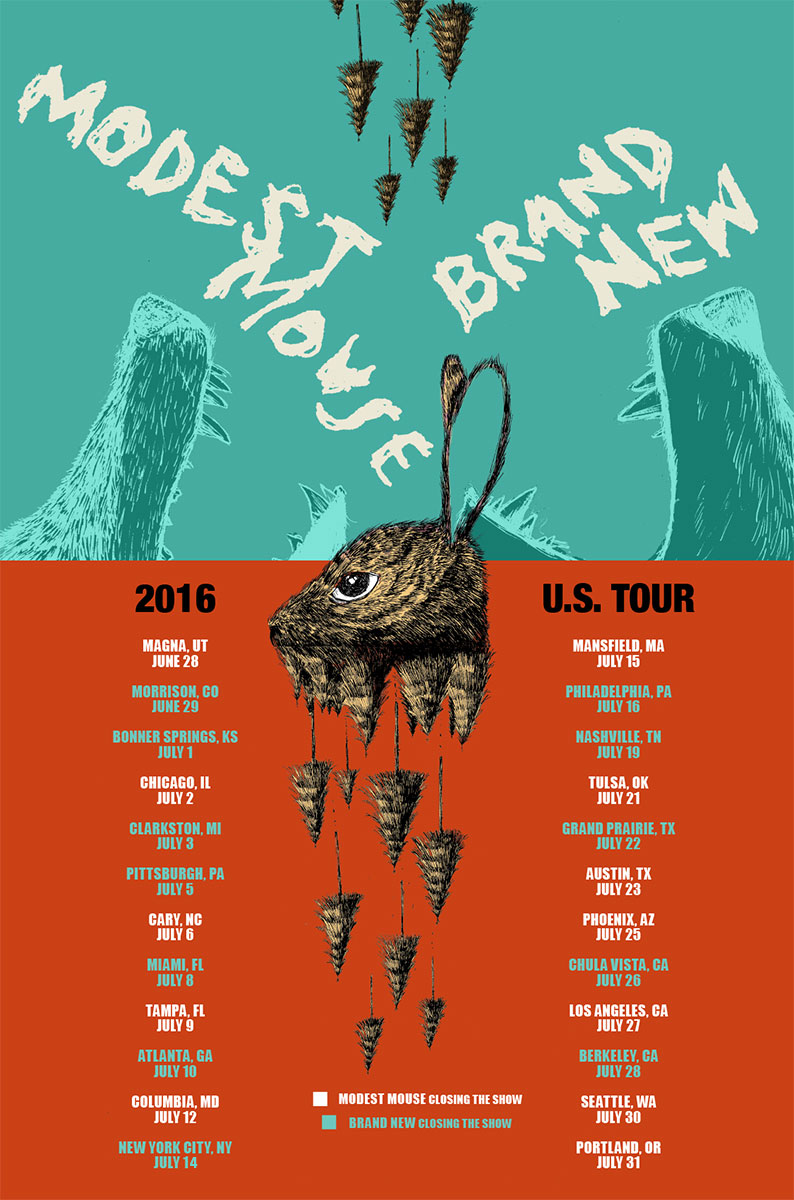 MODEST
MOUSE
BRAND
NEW
2016
U.S. TOUR
MAGNA, UT
JUNE 28
MORRISON, CO
JUNE 29
BONNER SPRINGS, KS
JULY 1
CHICAGO, IL
JULY 2
CLARKSTON, MI
JULY 3
PITTSBURGH, PA
JULY 5
CARY, NC
JULY 6
MIAMI, FL
JULY 8
TAMPA, FL
JULY 9
ATLANTA, GA
JULY 10
COLUMBIA, MD
JULY 12
NEW YORK CITY, NY
JULY 14
MANSFIELD, MA
JULY 15
PHILADELPHIA, PA
JULY 16
NASHVILLE, TN
JULY 19
TULSA, OK
JULY 21
GRAND PRAIRIE, TX
JULY 22
AUSTIN, TX
JULY 23
PHOENIX, AZ
JULY 25
CHULA VISTA, CA
JULY 26
LOS ANGELES, CA
JULY 27
BERKELEY, CA
JULY 28
SEATTLE, WA
JULY 30
PORTLAND, OR
JULY 31
MODEST MOUSE CLOSING THE SHOW
BRAND NEW CLOSING THE SHOW